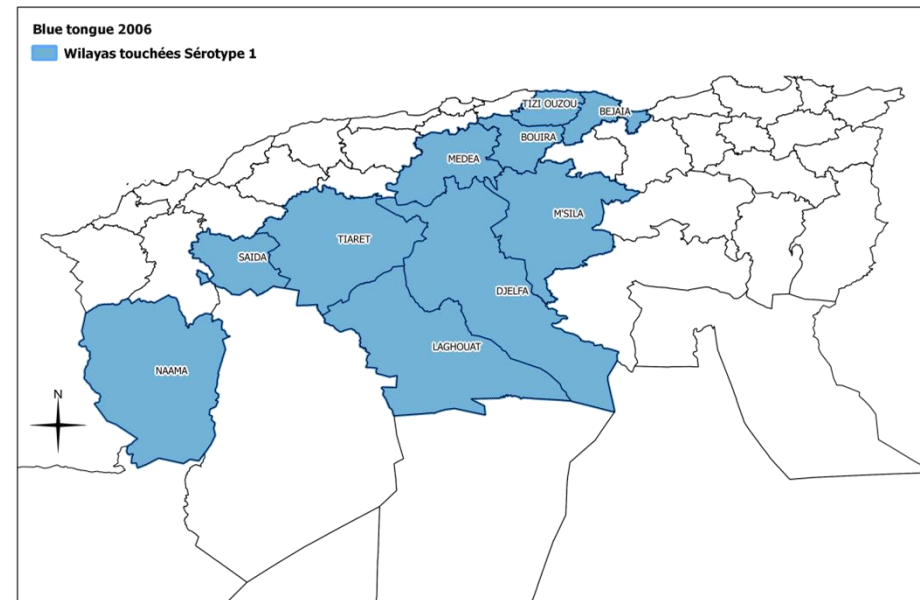 Blue tongue 2006
Wilayas touchées Sérotype 1
TIZI OUZOU
BEJAIA
BOUIRA
MEDEA
M'SILA
TIARET
SAIDA
DJELFA
LAGHOUAT
NAAMA
N